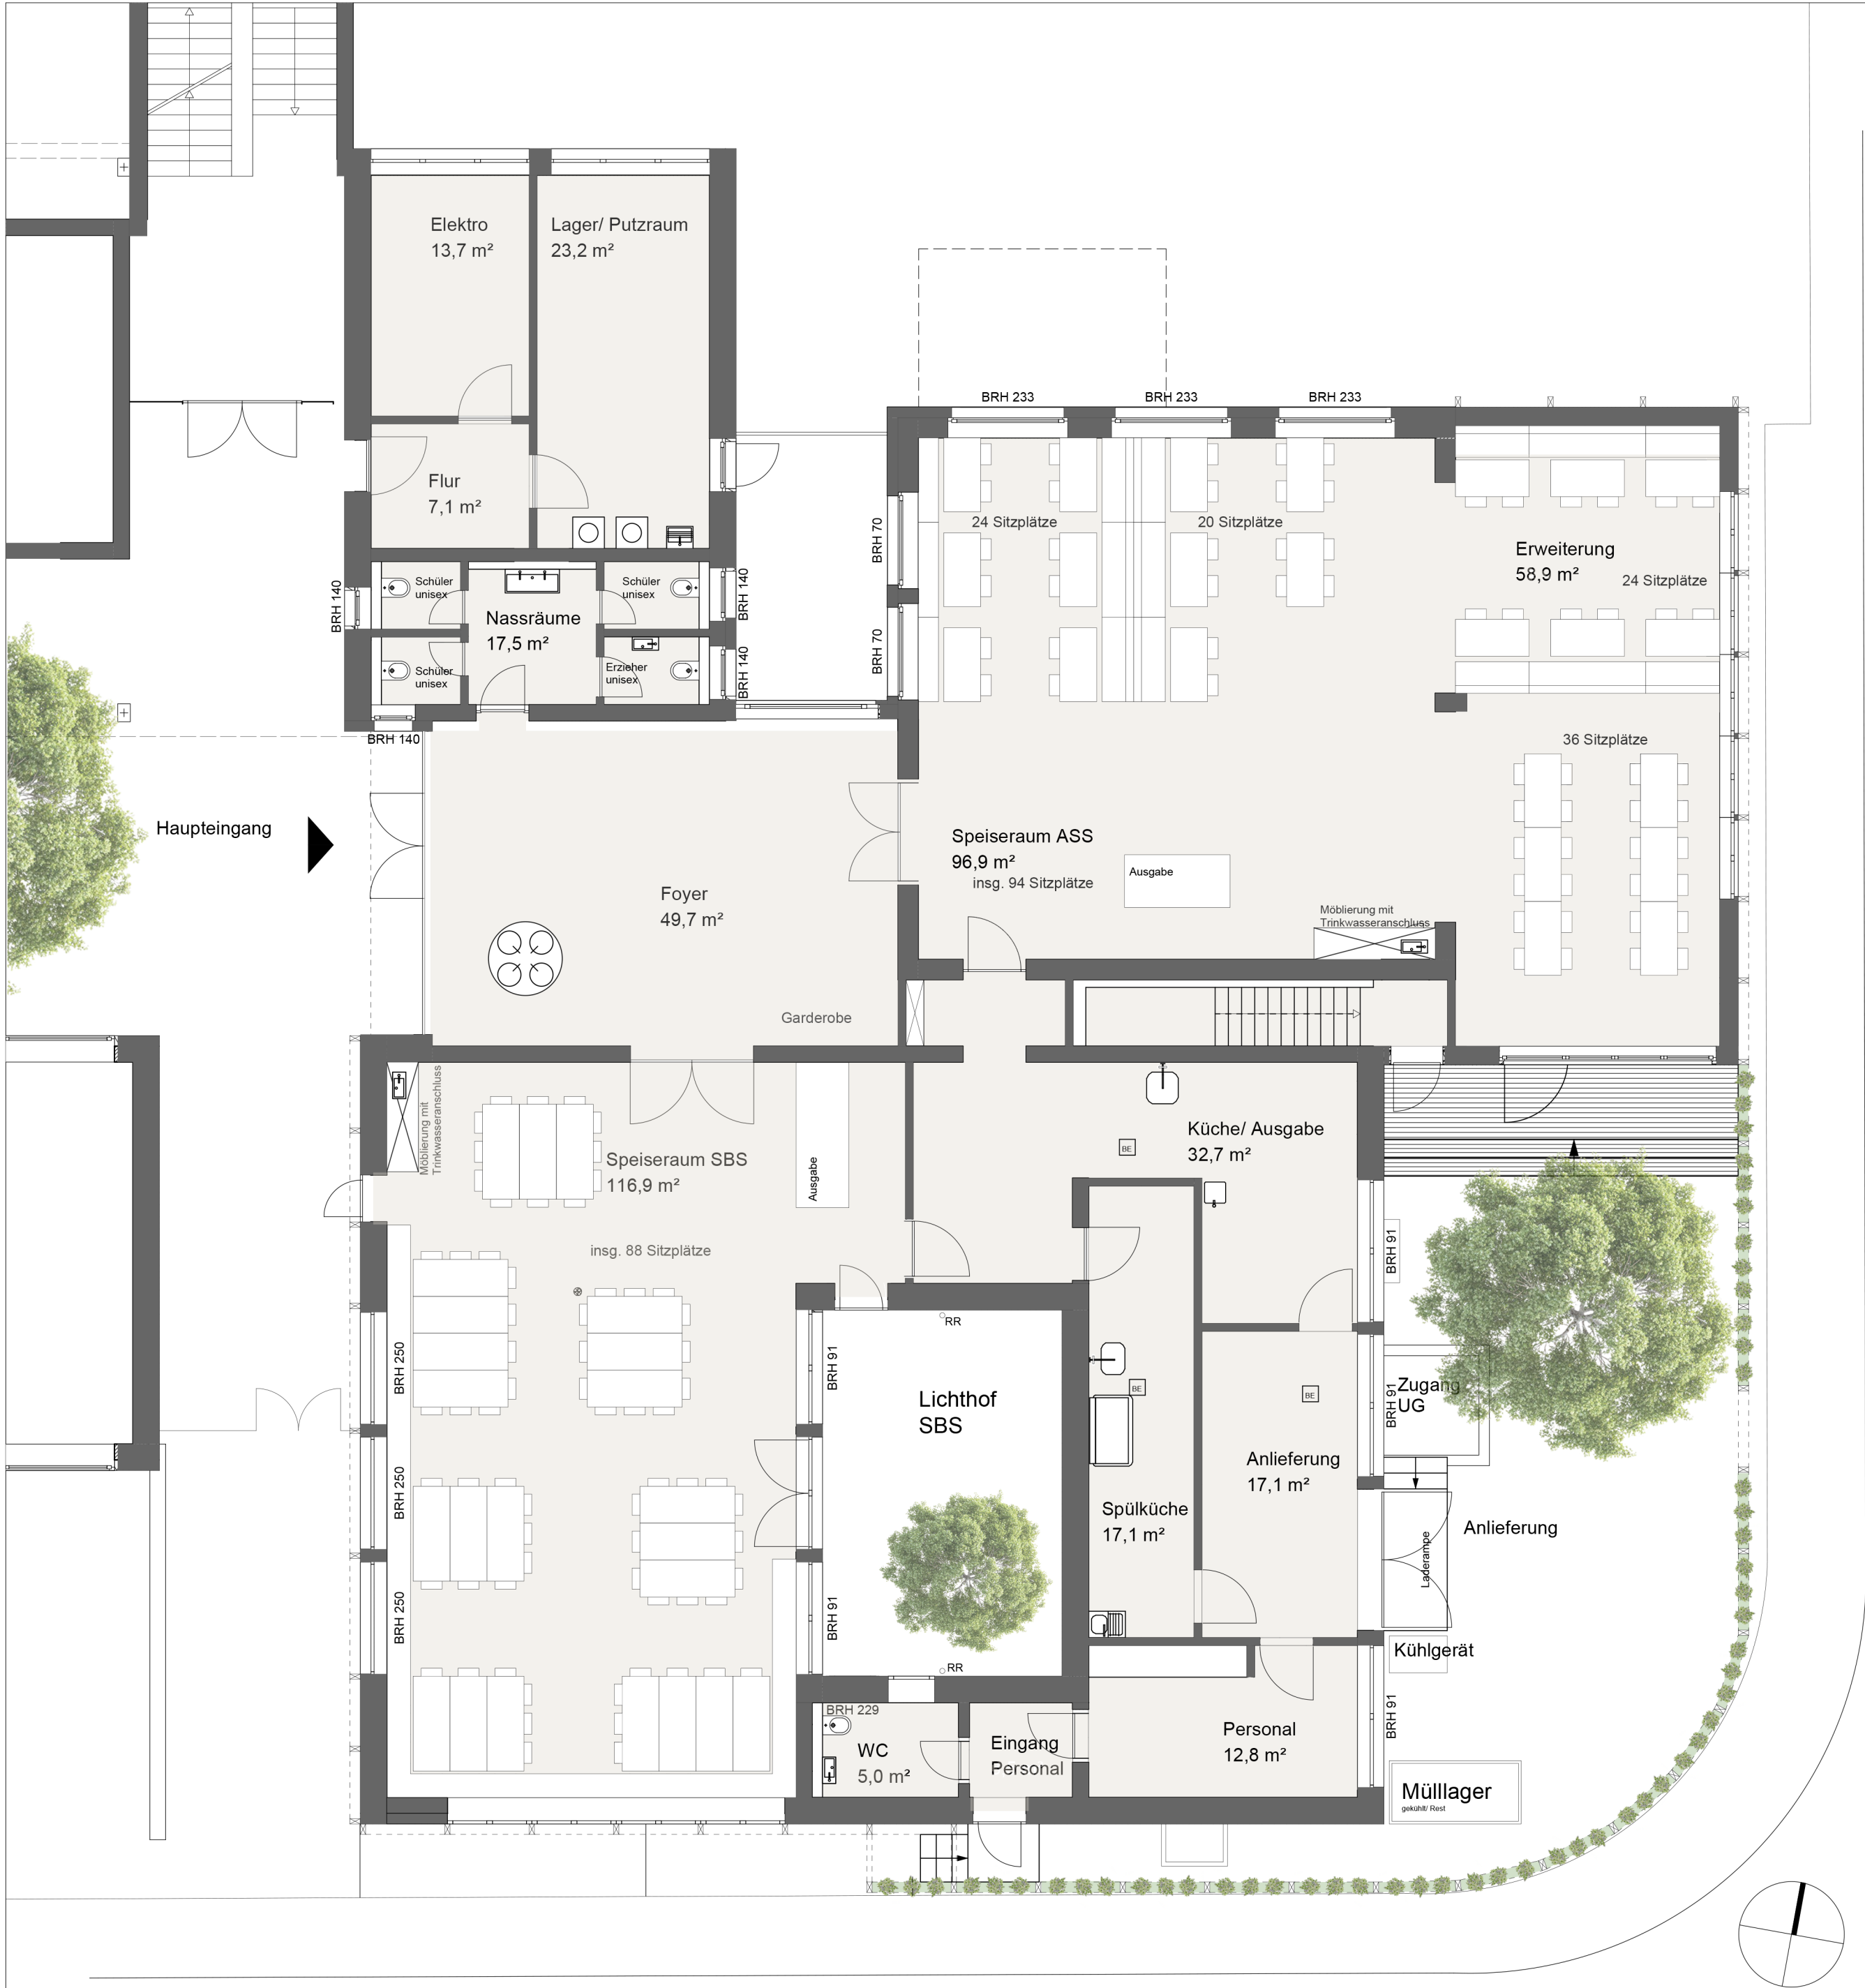 Elektro
13,7 m²
Lager/ Putzraum
23,2 m²
BRH 233
BRH 233
BRH 233
Flur
7,1 m²
24 Sitzplätze
20 Sitzplätze
BRH 70
Erweiterung
58,9 m²
24 Sitzplätze
BRH 140
Schüler
unisex
Schüler
unisex
BRH 140
Nassräume
17,5 m²
BRH 70
Schüler
unisex
Erzieher
unisex
BRH 140
BRH 140
36 Sitzplätze
Haupteingang
Speiseraum ASS
96,9 m²
insg. 94 Sitzplätze
Ausgabe
Foyer
49,7 m²
Möblierung mit
Trinkwasseranschluss
Garderobe
Möblierung mit
Trinkwasseranschluss
Speiseraum SBS
116,9 m²
Ausgabe
Küche/ Ausgabe
32,7 m²
BE
insg. 88 Sitzplätze
BRH 91
RR
BRH 250
BRH 91
Lichthof
SBS
BE
BE
BRH 91
Zugang
UG
Anlieferung
17,1 m²
BRH 250
Spülküche
17,1 m²
Anlieferung
Laderampe
BRH 250
BRH 91
Kühlgerät
RR
BRH 229
WC
5,0 m²
Eingang
Personal
Personal
12,8 m²
BRH 91
Mülllager
gekühlt/ Rest